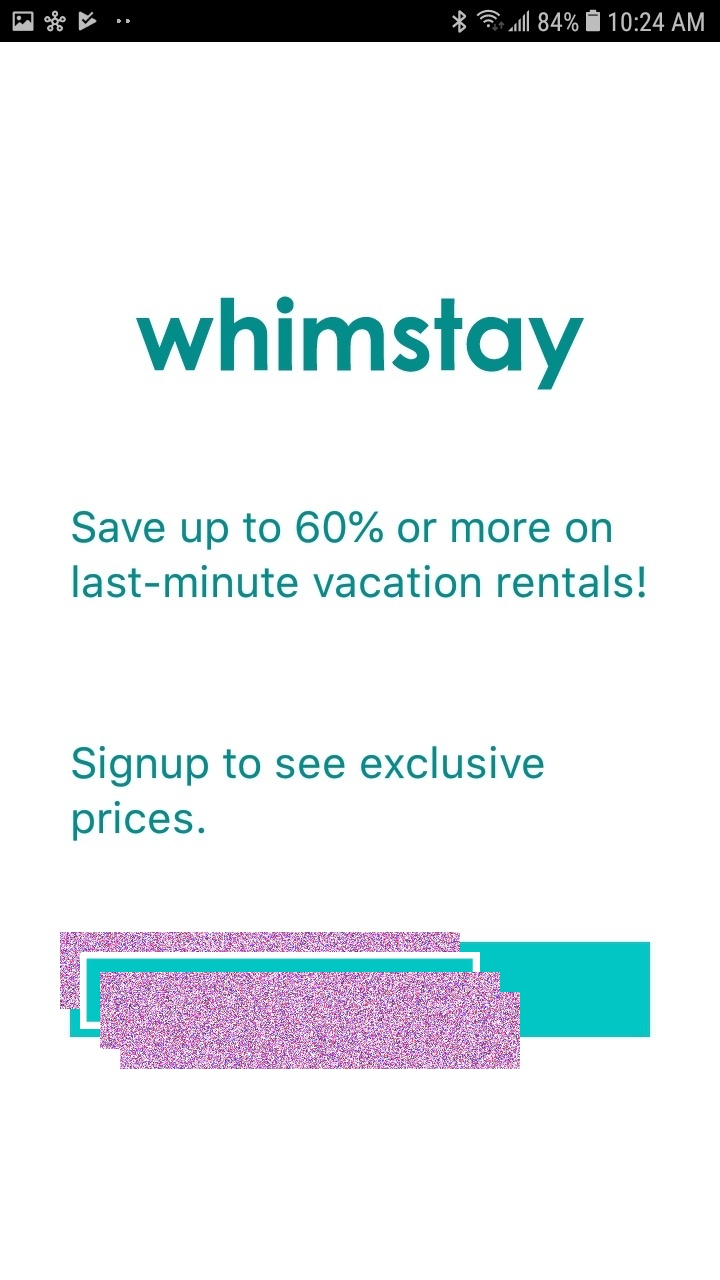 84% 10:24 AM
whimstay
Save up to 60% or more on
last-minute vacation rentals!
Signup to see exclusive
prices.